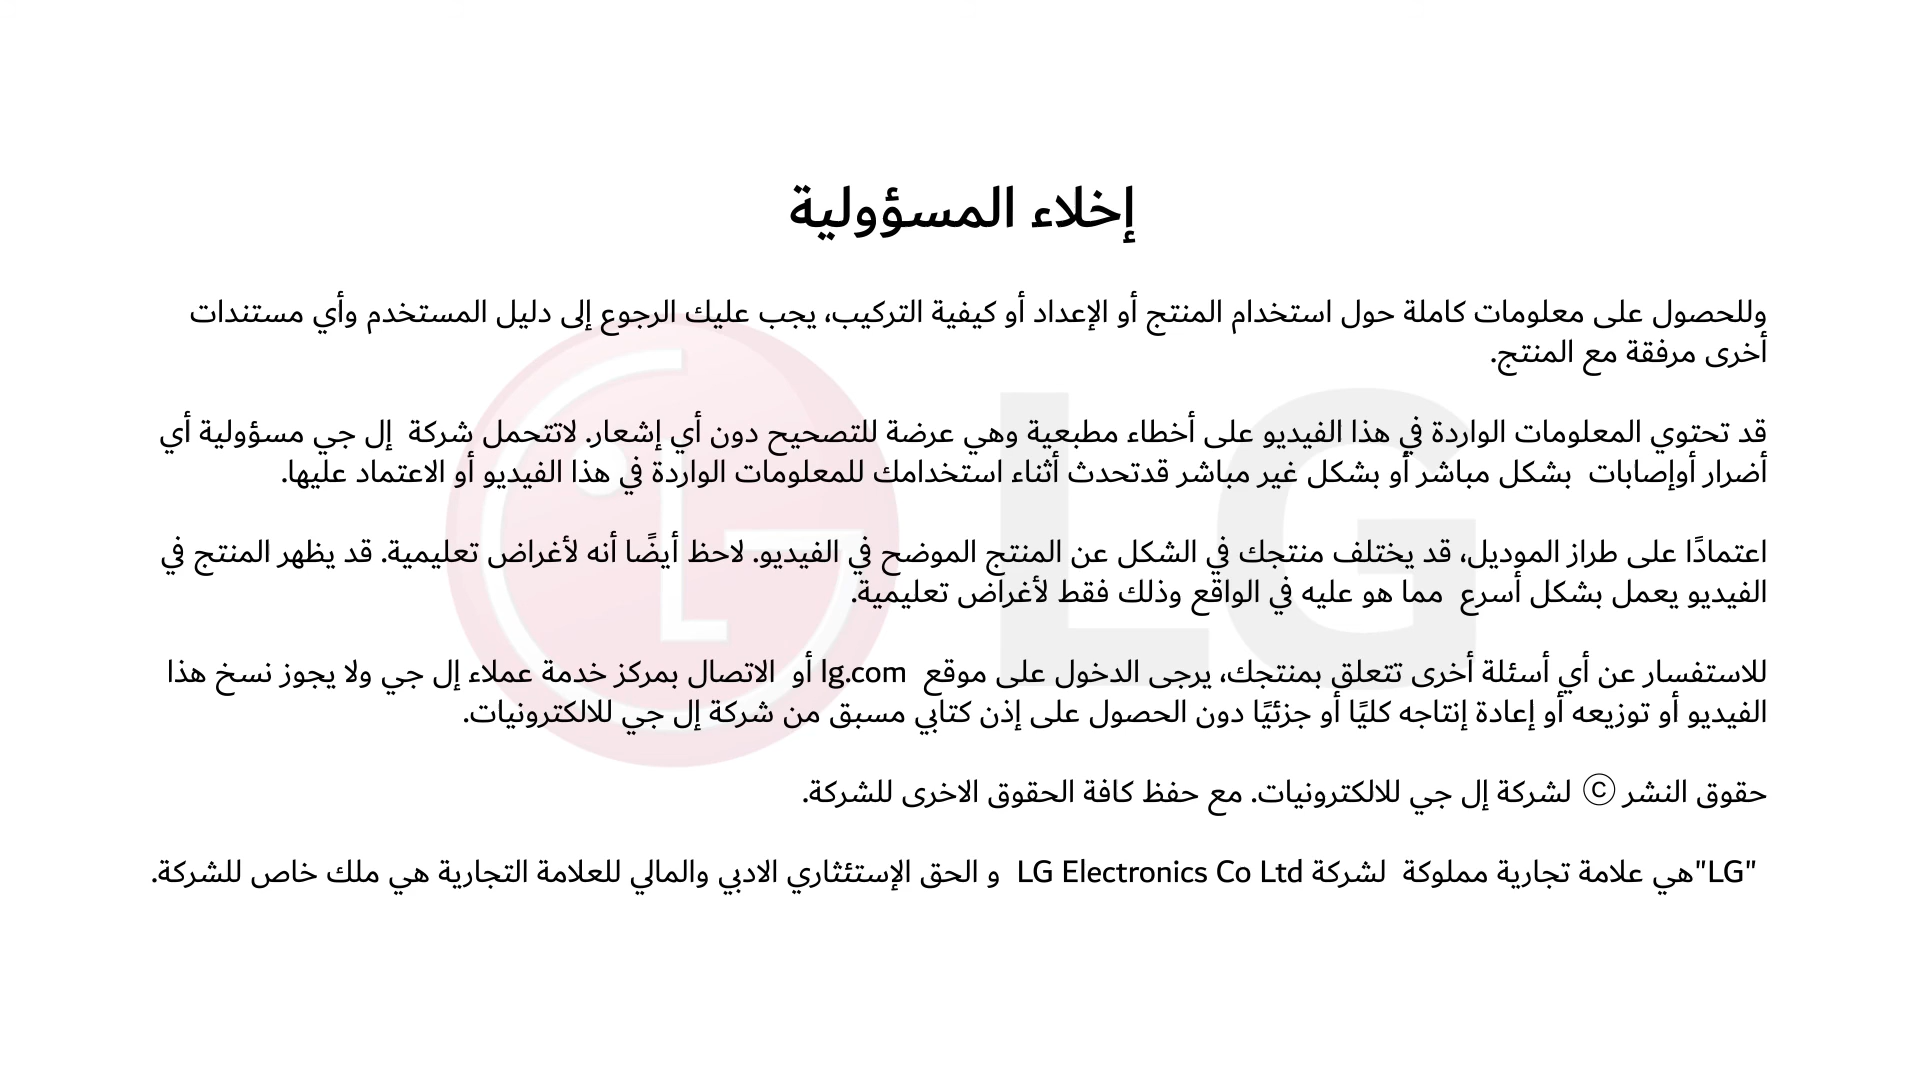 إخلاء المسؤولية
وللحصول على معلومات كاملة حول استخدام المنتج أو الإعداد أو كيفية التركيب، يجب عليك الرجوع إلى دليل المستخدم وأي مستندات
أخرى مرفقة مع المنتج.
قد تحتوي المعلومات الواردة في هذا الفيديو على أخطاء مطبعية وهي عرضة للتصحيح دون أي إشعار. لاتتحمل شركة إل جي مسؤولية أي
أضرار أوإصابات بشكل مباشر أو بشكل غير مباشر قدتحدث أثناء استخدامك للمعلومات الواردة في هذا الفيديو أو الاعتماد عليها.
اعتمادًا على طراز الموديل، قد يختلف منتجك في الشكل عن المنتج الموضح في الفيديو. لاحظ أيضًا أنه لأغراض تعليمية. قد يظهر المنتج في
الفيديو يعمل بشكل أسرع مما هو عليه في الواقع وذلك فقط لأغراض تعليمية.
للاستفسار عن أي أسئلة أخرى تتعلق بمنتجك، يرجى الدخول على موقع lg.com أو الاتصال بمركز خدمة عملاء إل جي ولا يجوز نسخ هذا
الفيديو أو توزيعه أو إعادة إنتاجه كليًا أو جزئيًا دون الحصول على إذن كتابي مسبق من شركة إل جي للالكترونيات.
حقوق النشر ⓒ لشركة إل جي للالكترونيات. مع حفظ كافة الحقوق الاخرى للشركة.
"LG"هي علامة تجارية مملوكة لشركة LG Electronics Co Ltd و الحق الإستئثاري الادبي والمالي للعلامة التجارية هي ملك خاص للشركة.
LG